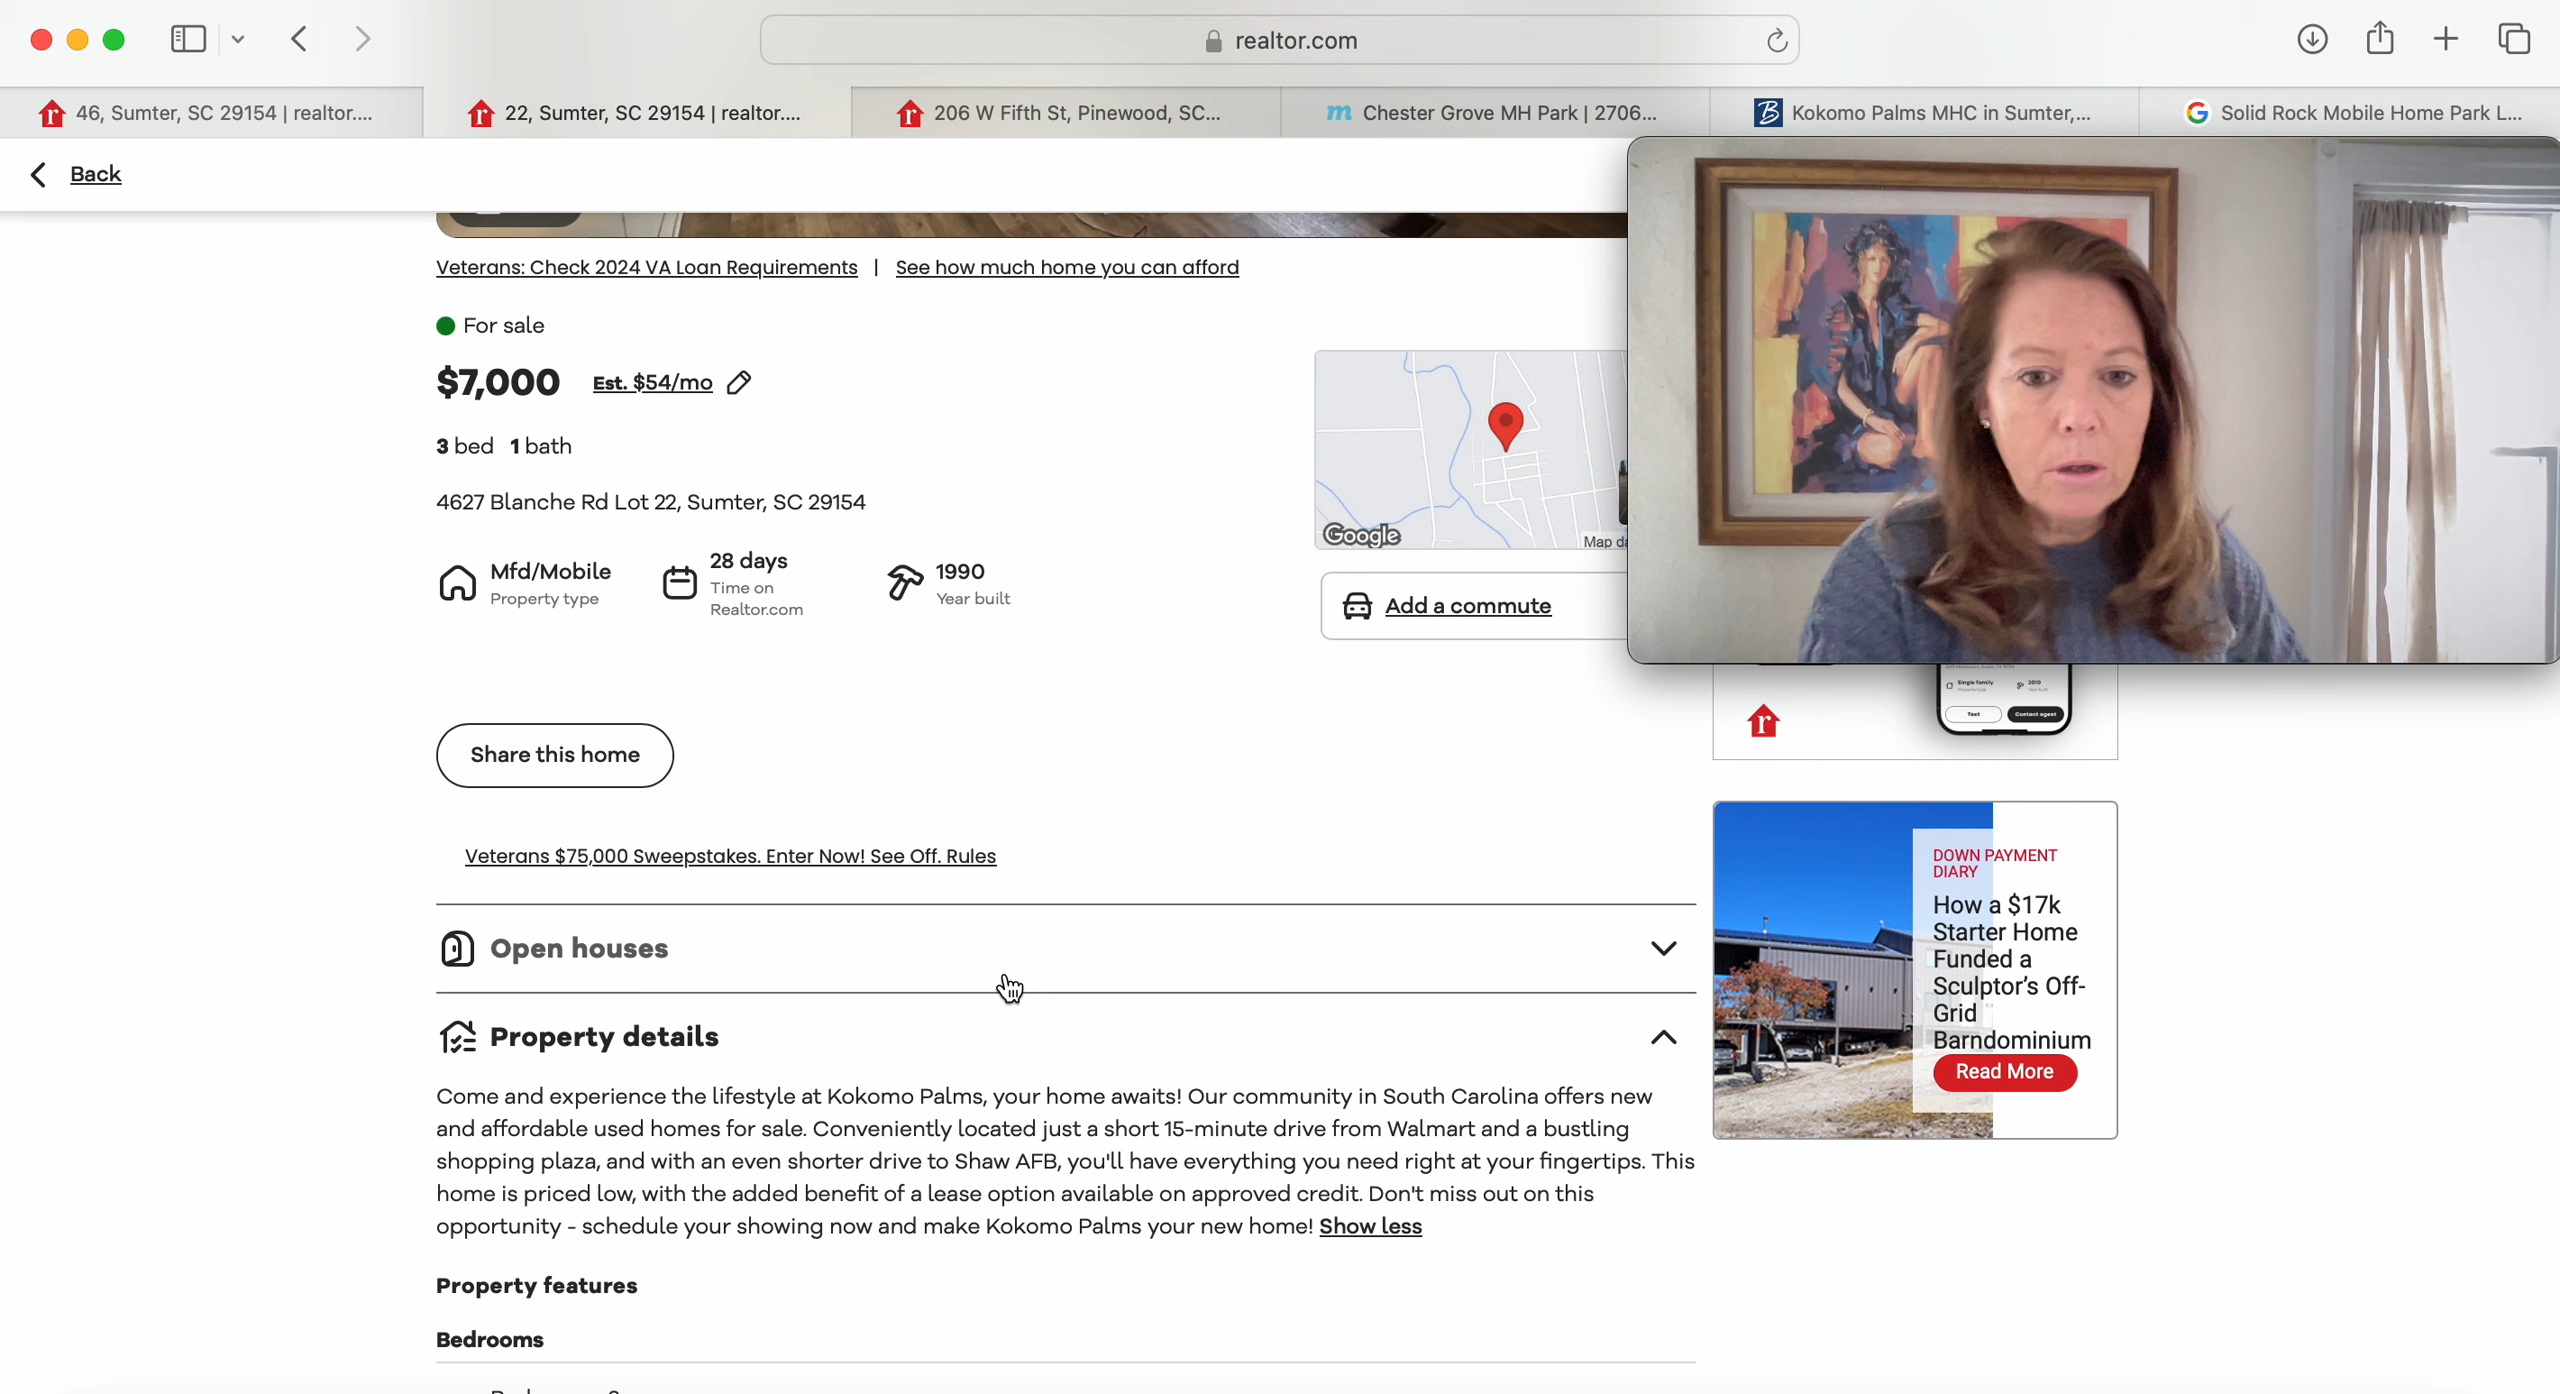 realtor.com
46, Sumter, SC 29154 | realtor....
22, Sumter, SC 29154 | realtor....
206 W Fifth St, Pinewood, SC...
Chester Grove MH Park | 2706...
Kokomo Palms MHC in Sumter,...
Solid Rock Mobile Home Park L...
Back
Veterans: Check 2024 VA Loan Requirements | See how much home you can afford
For sale
$7,000 Est. $54/mo
3 bed 1 bath
4627 Blanche Rd Lot 22, Sumter, SC 29154
Mfd/Mobile
Property type
28 days
Time on
Realtor.com
1990
Year built
Google
Map da
Add a commute
Single family
2010
Text
Contact agent
Share this home
Veterans $75,000 Sweepstakes. Enter Now! See Off. Rules
Open houses
Property details
Come and experience the lifestyle at Kokomo Palms, your home awaits! Our community in South Carolina offers new
and affordable used homes for sale. Conveniently located just a short 15-minute drive from Walmart and a bustling
shopping plaza, and with an even shorter drive to Shaw AFB, you'll have everything you need right at your fingertips. This
home is priced low, with the added benefit of a lease option available on approved credit. Don't miss out on this
opportunity - schedule your showing now and make Kokomo Palms your new home! Show less
Property features
Bedrooms
DOWN PAYMENT
DIARY
How a $17k
Starter Home
Funded a
Sculptor's Off-
Grid
Barndominium
Read More